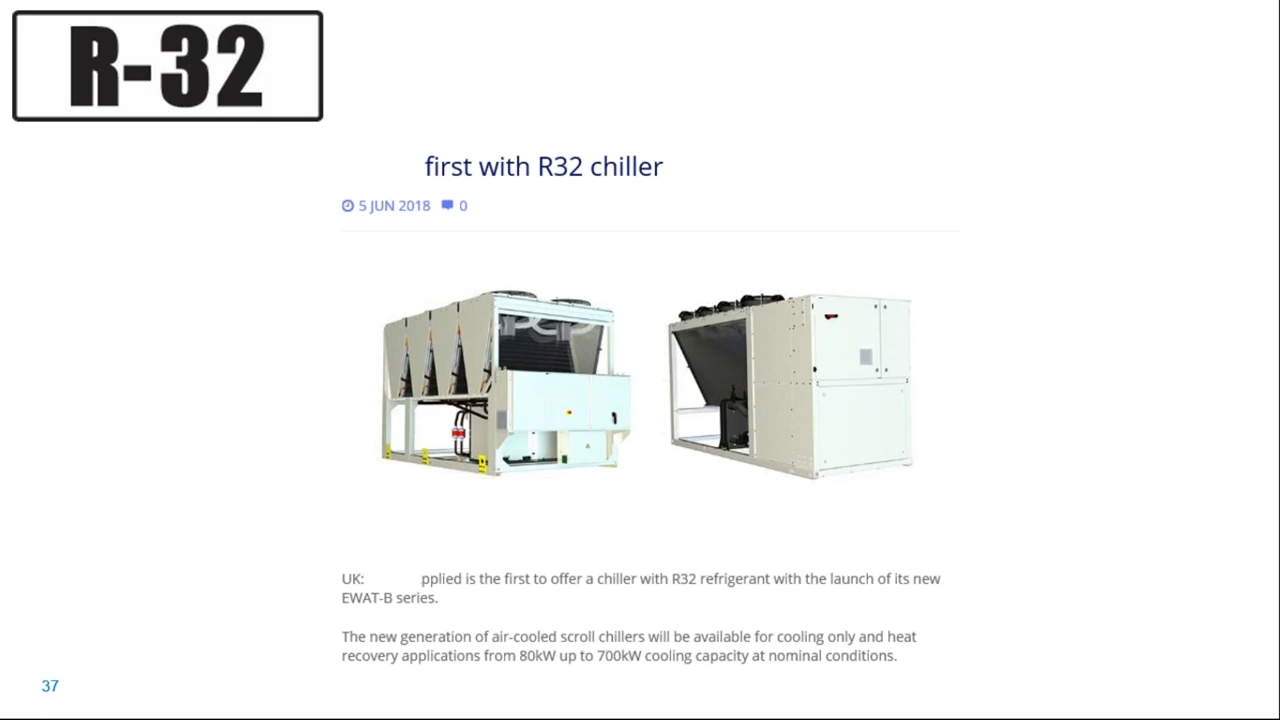 R-32
first with R32 chiller
5 JUN 2018 0
UK: pplied is the first to offer a chiller with R32 refrigerant with the launch of its new
EWAT-B series.
The new generation of air-cooled scroll chillers will be available for cooling only and heat
recovery applications from 80kW up to 700kW cooling capacity at nominal conditions.
37